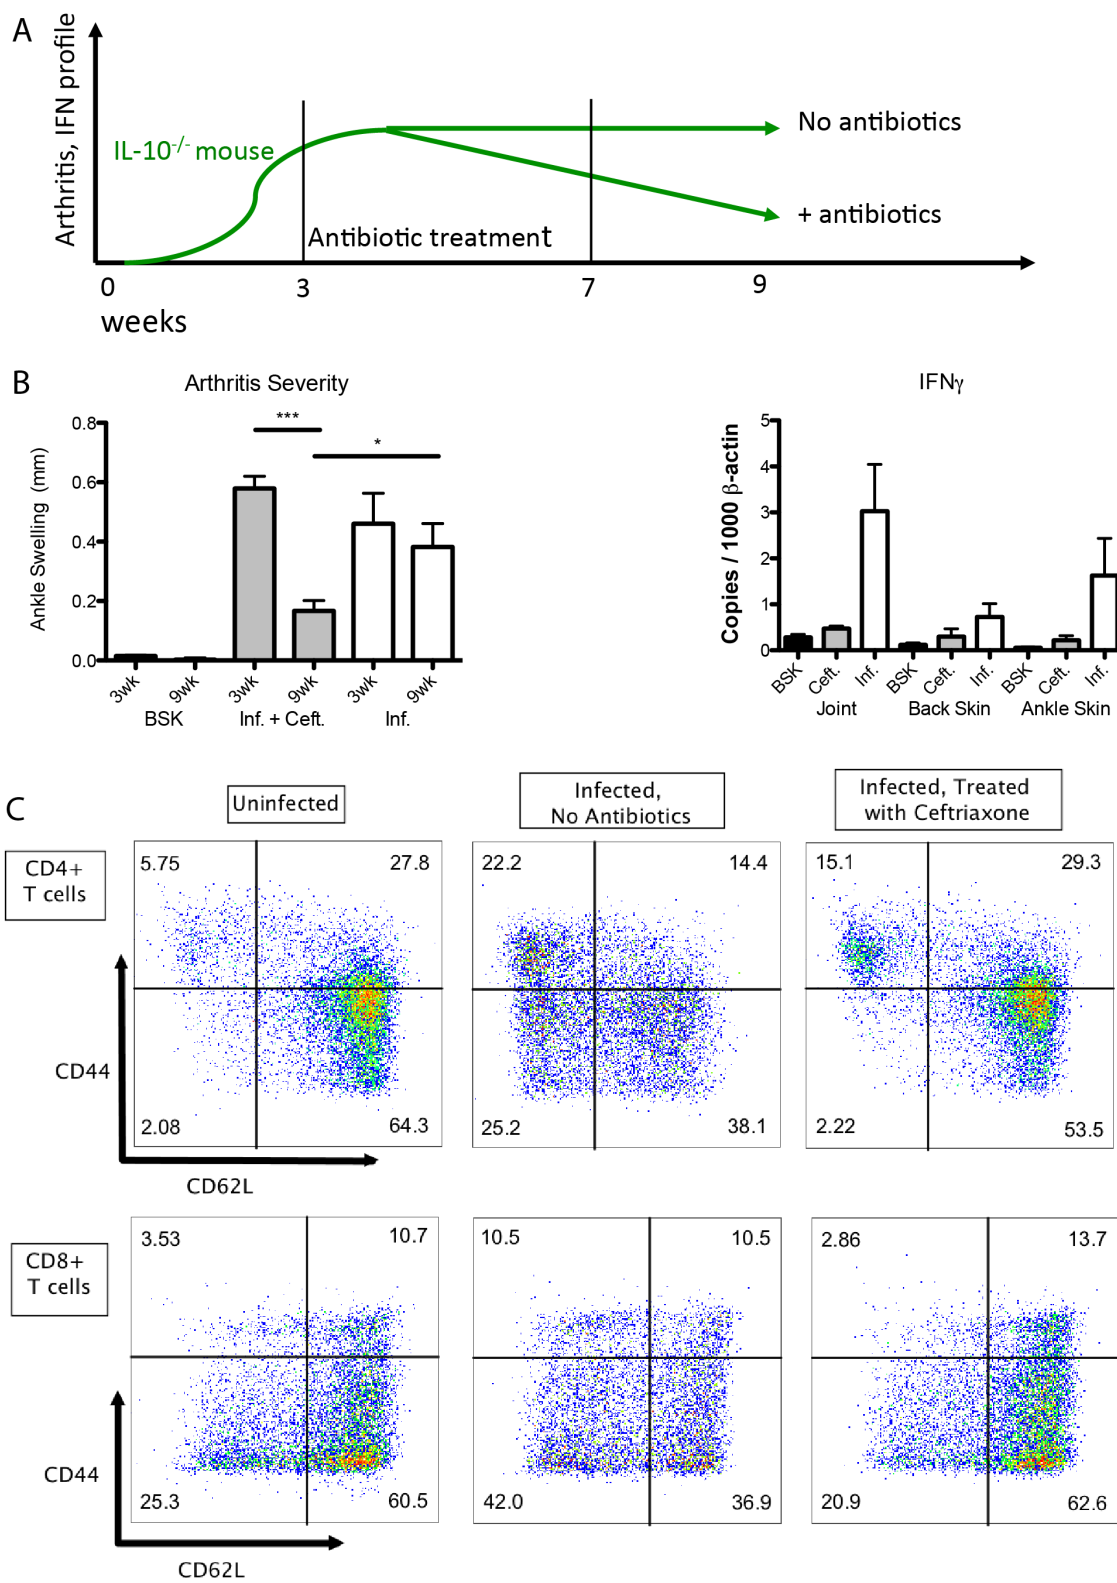 A
Arthritis, IFN profile
IL-10-/- mouse
No antibiotics
+ antibiotics
Antibiotic treatment
0 3 7 9
weeks
B
Arthritis Severity
Ankle Swelling (mm)
0.8
0.6
0.4
0.2
0.0
***
*
3wk 9wk 3wk 9wk 3wk 9wk
BSK Inf. + Ceft. Inf.
IFNγ
Copies / 1000 β-actin
5
4
3
2
1
0
BSK Ceft. Inf. BSK Ceft. Inf. BSK Ceft. Inf.
Joint Back Skin Ankle Skin
C
Uninfected
Infected,
No Antibiotics
Infected, Treated
with Ceftriaxone
CD4+
T cells
5.75 27.8
2.08 64.3
22.2 14.4
25.2 38.1
15.1 29.3
2.22 53.5
CD44
CD62L
CD8+
T cells
3.53 10.7
25.3 60.5
10.5 10.5
42.0 36.9
2.86 13.7
20.9 62.6
CD44
CD62L